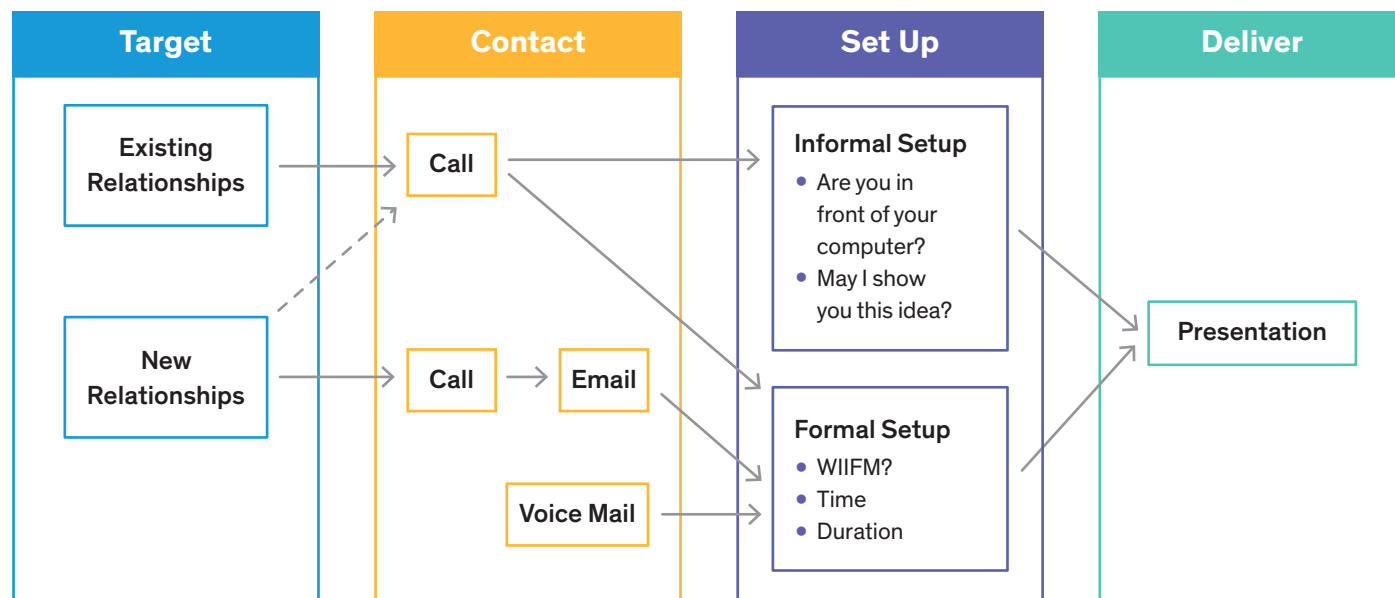 Target
Contact
Set Up
Deliver
Existing
Relationships
New
Relationships
Call
Call
Email
Voice Mail
Informal Setup
• Are you in
front of your
computer?
• May I show
you this idea?
Formal Setup
• WIIFM?
• Time
• Duration
Presentation